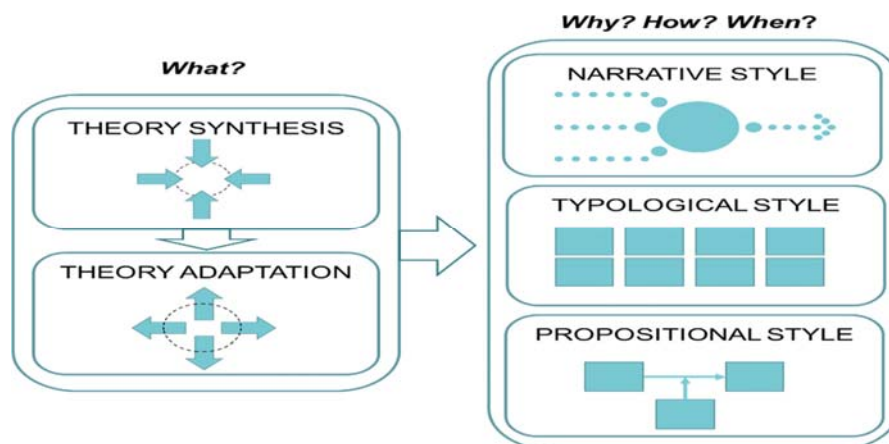 What?
THEORY SYNTHESIS
THEORY ADAPTATION
Why? How? When?
NARRATIVE STYLE
TYPOLOGICAL STYLE
PROPOSITIONAL STYLE